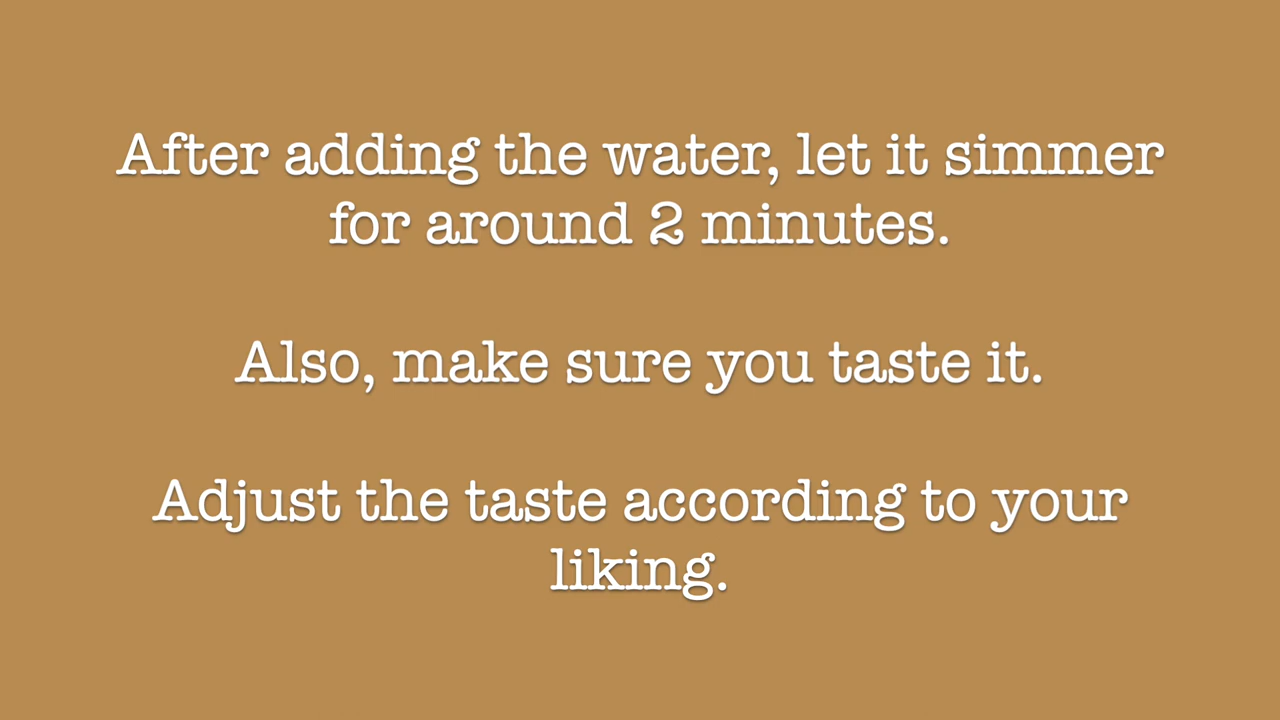 After adding the water, let it simmer
for around 2 minutes.
Also, make sure you taste it.
Adjust the taste according to your
liking.